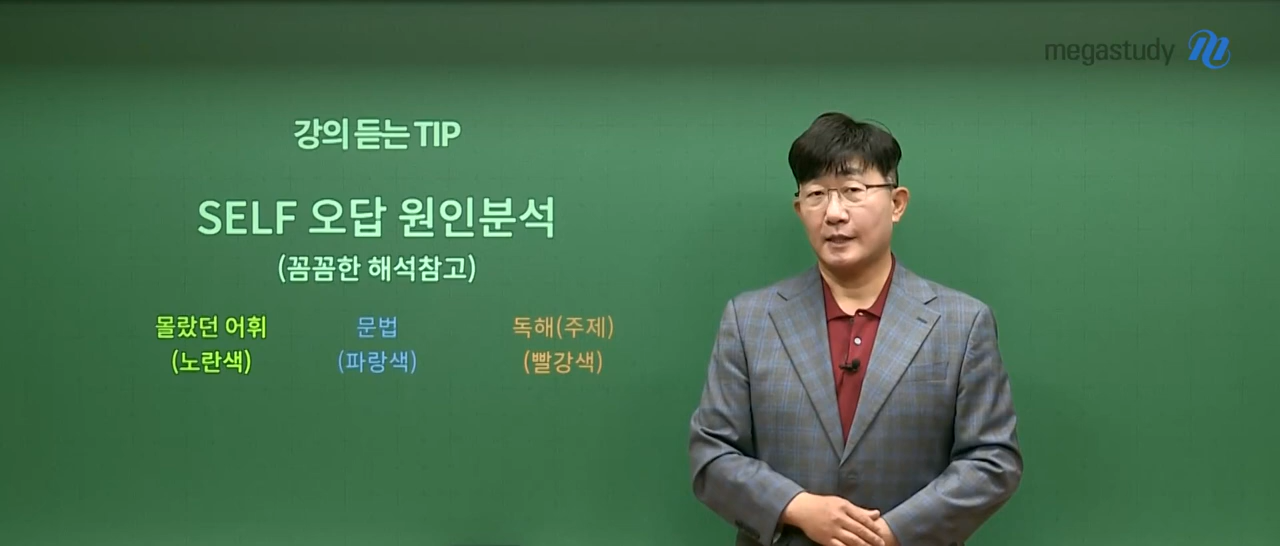 megastudy
강의 듣는 TIP
SELF 오답 원인분석
(꼼꼼한 해석참고)
몰랐던 어휘 문법 독해(주제)
(노란색) (파랑색) (빨강색)